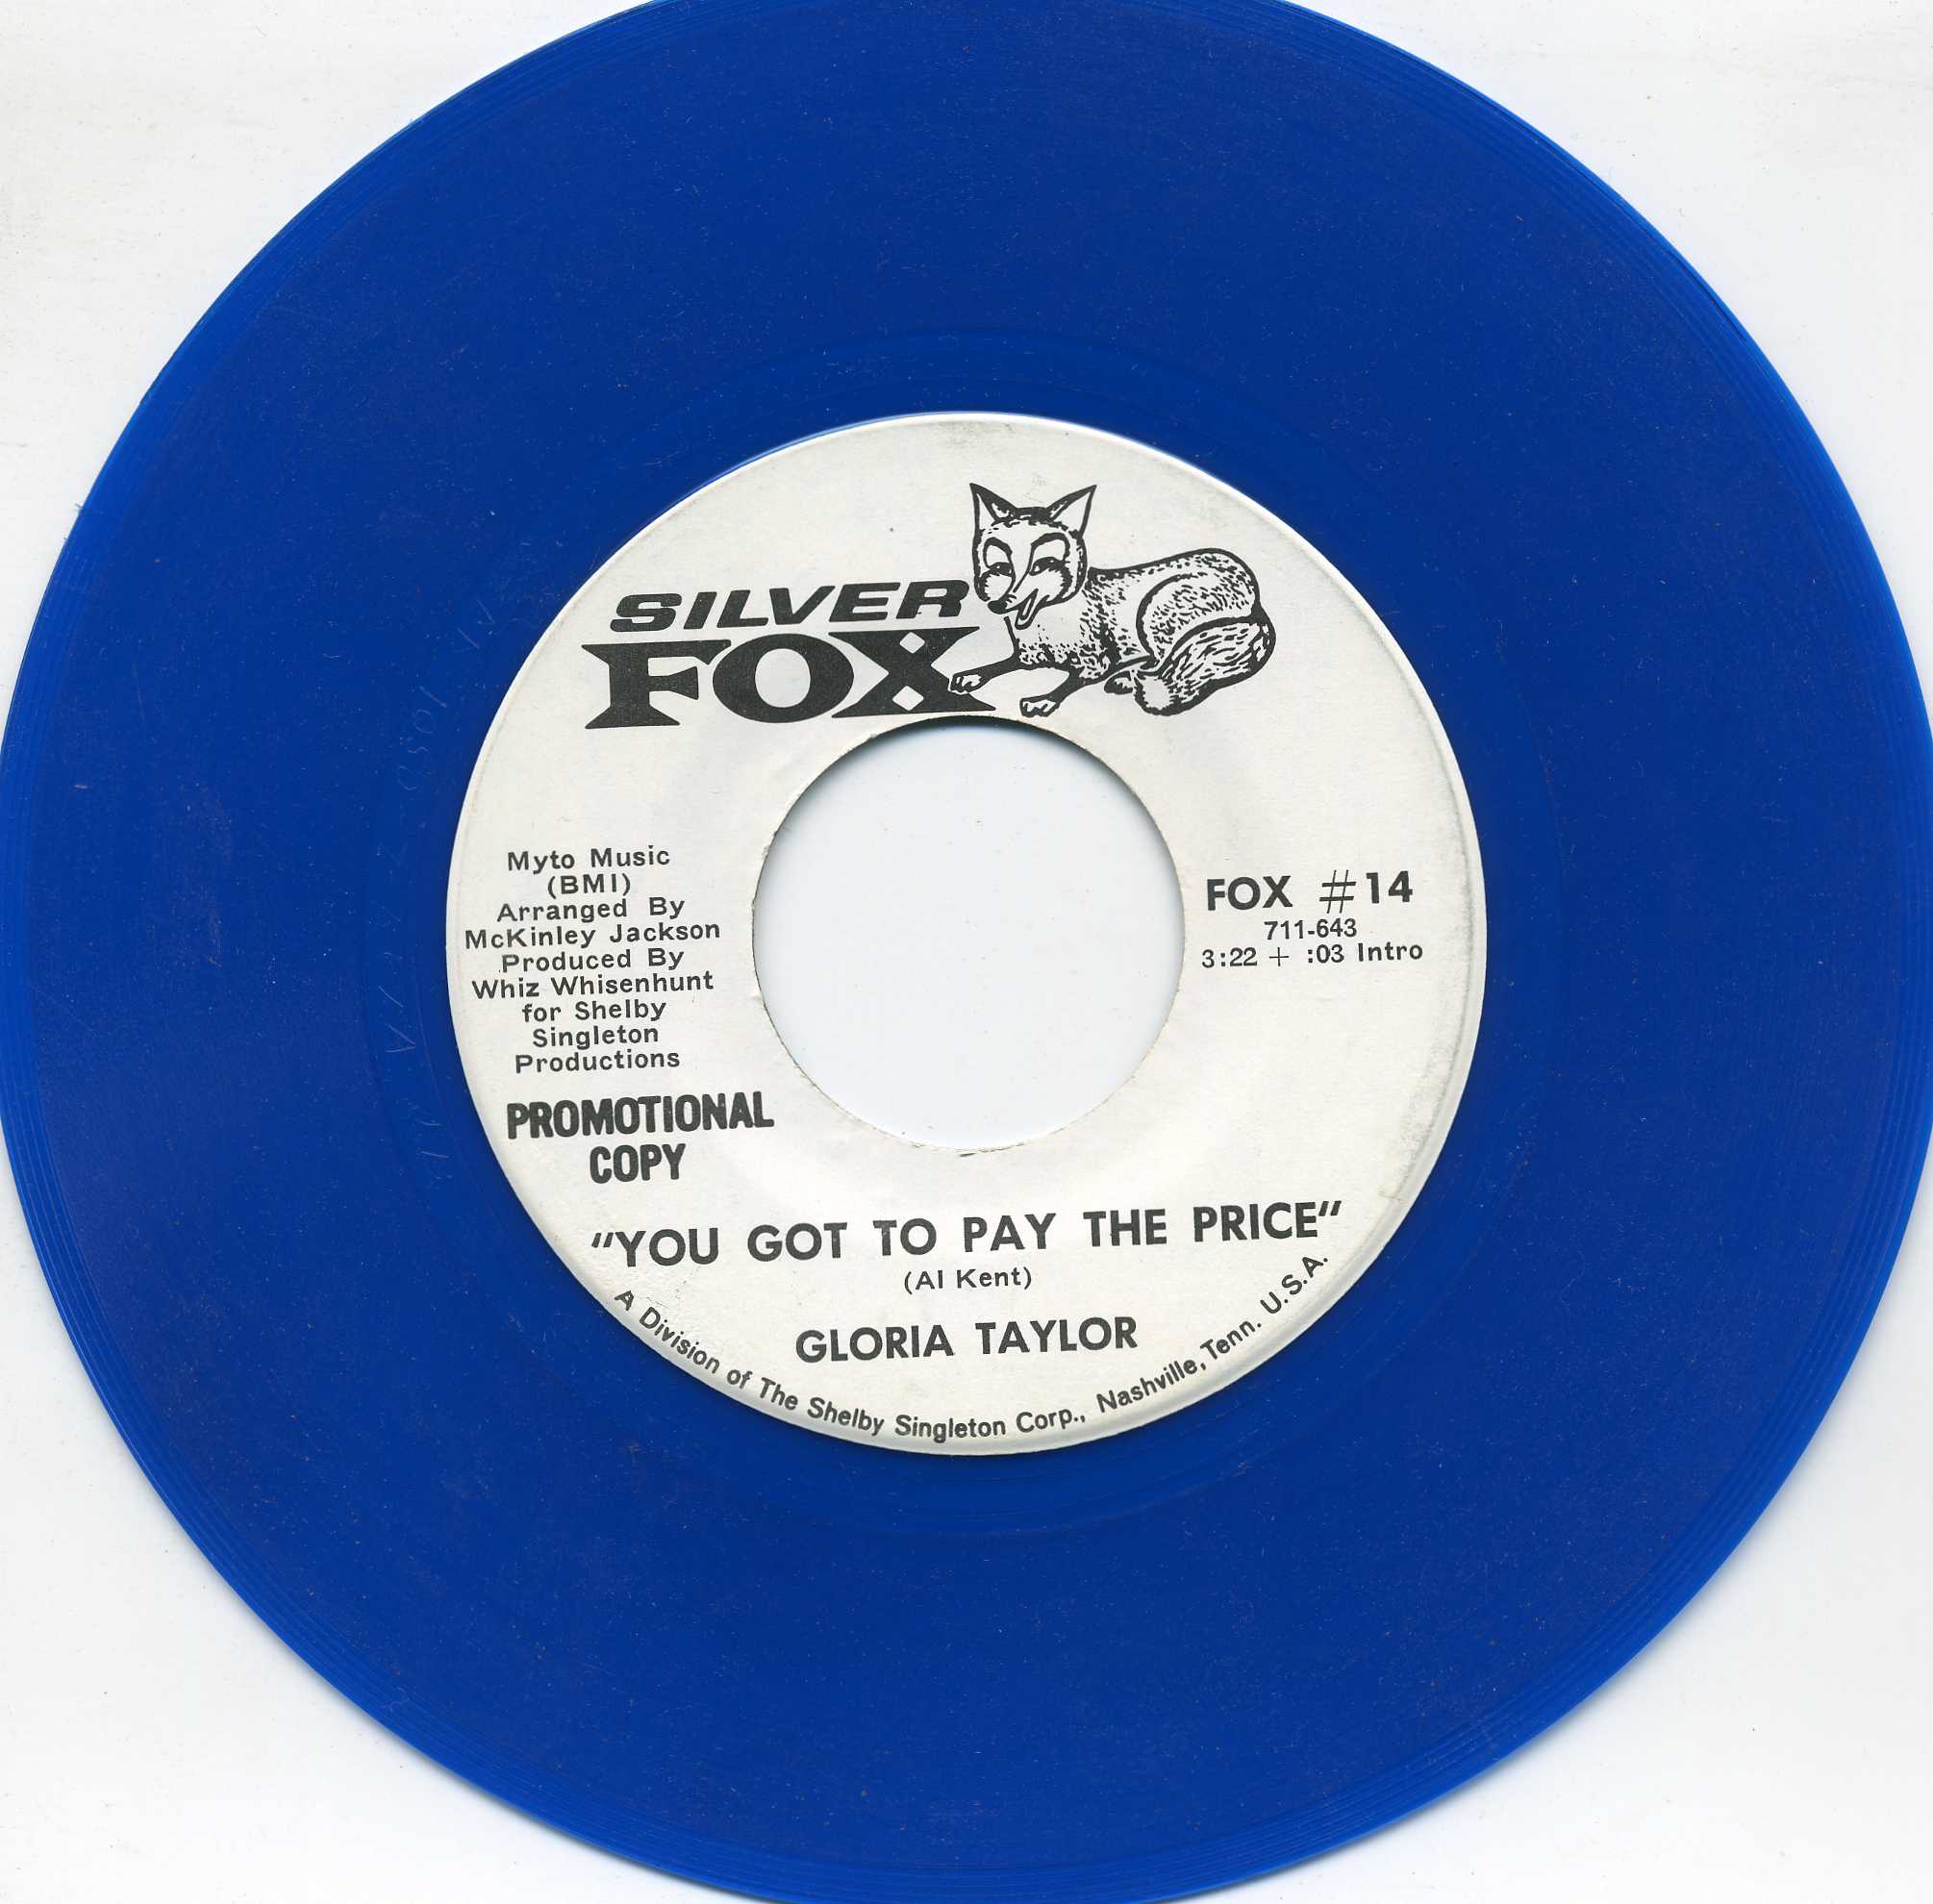 SILVER
FOX
Myto Music
(BMI)
Arranged By
McKinley Jackson
Produced By
Whiz Whisenhunt
for Shelby
Singleton
Productions
PROMOTIONAL
COPY
FOX #14
711-643
3:22 + :03 Intro
"YOU GOT TO PAY THE PRICE"
(Al Kent)
GLORIA TAYLOR
A Division of The Shelby Singleton Corp., Nashville, Tenn. U.S.A.